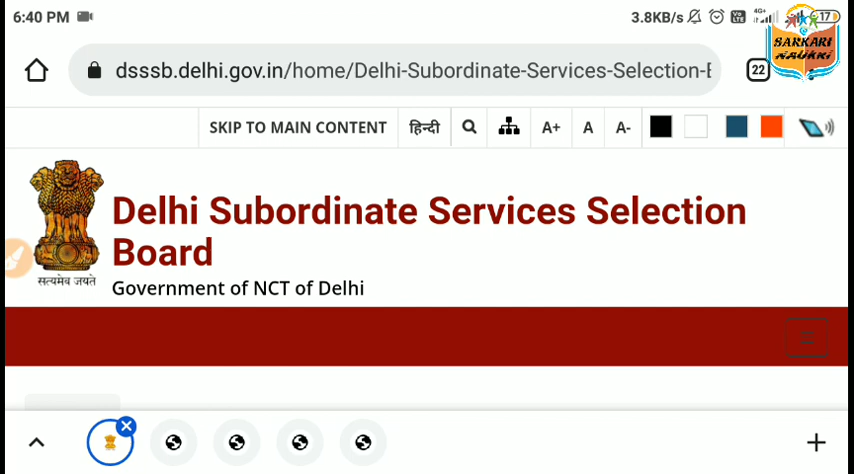 6:40 PM
3.8KB/s
4G+
17
SARKARI
NAUKRI
dsssb.delhi.gov.in/home/Delhi-Subordinate-Services-Selection-
22
SKIP TO MAIN CONTENT
हिन्दी
A+
A
A-
Delhi Subordinate Services Selection
Board
सत्यमेव जयते
Government of NCT of Delhi